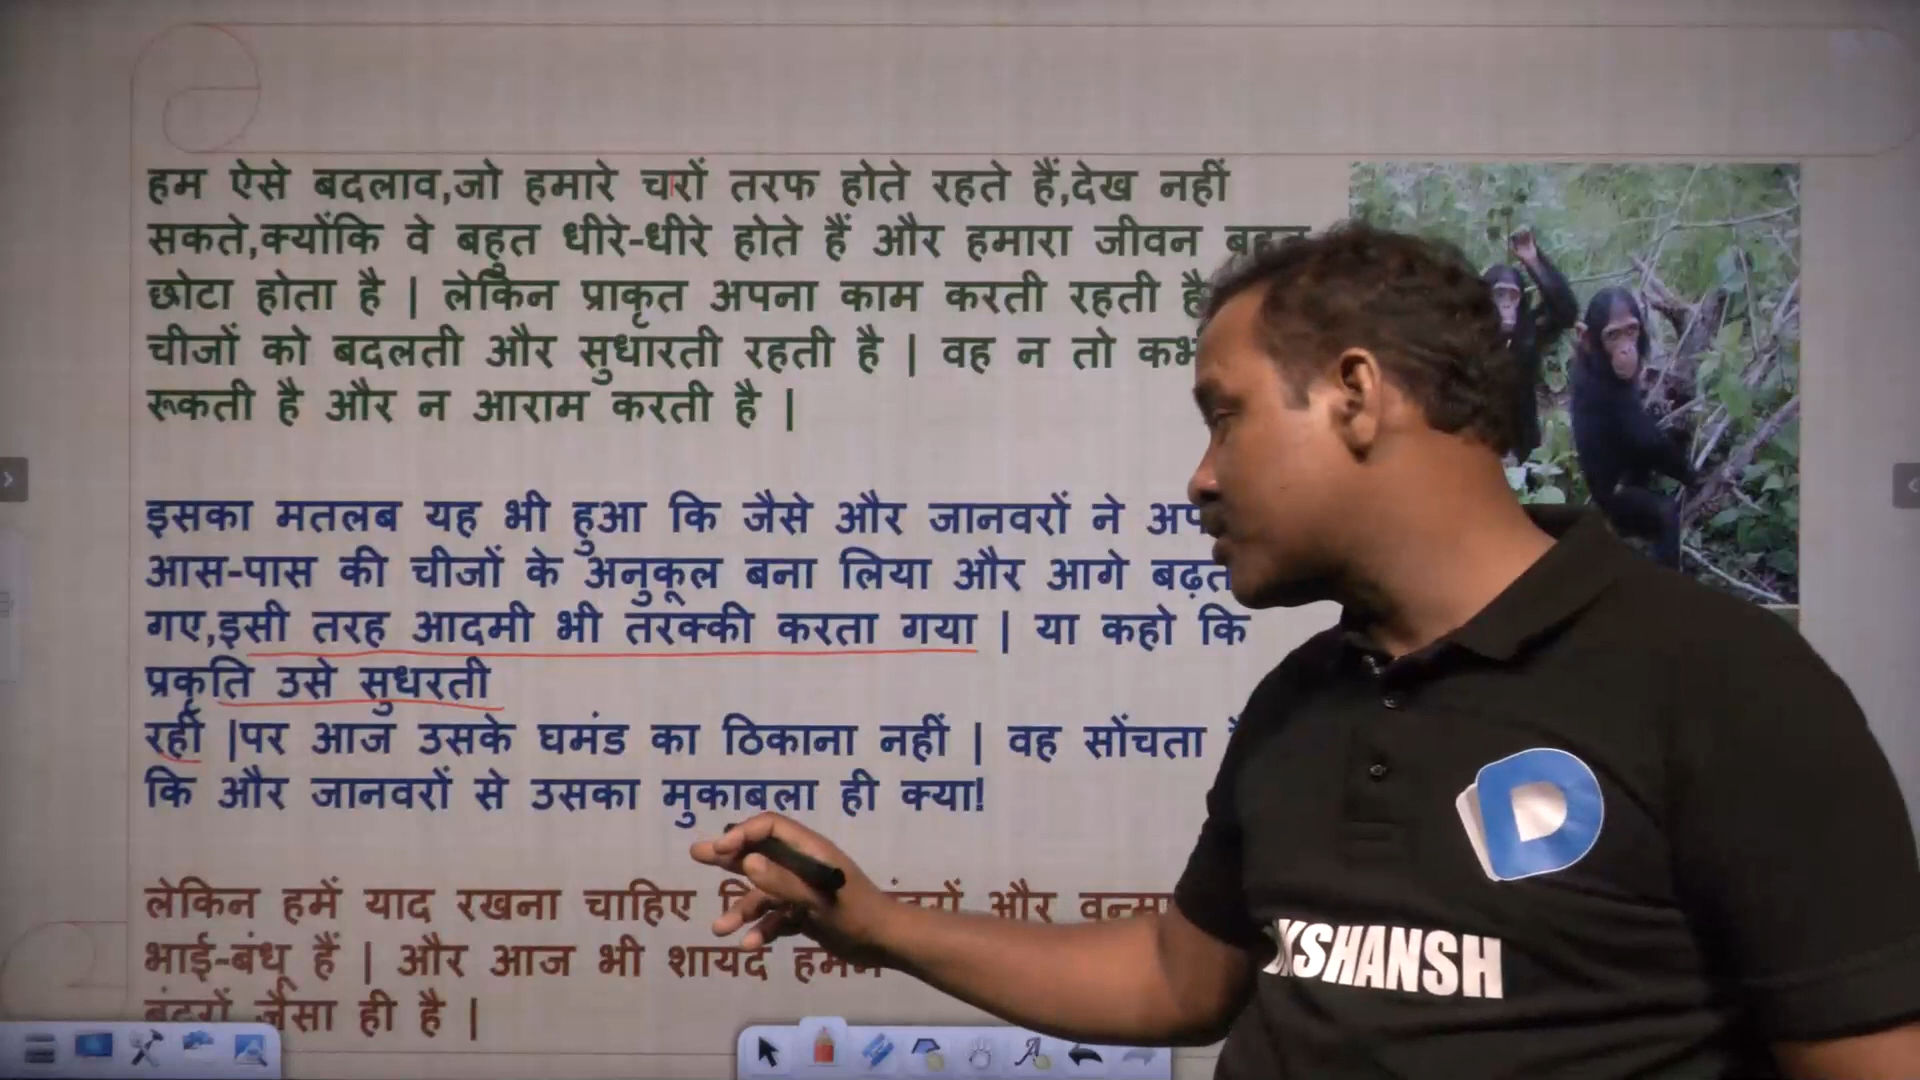 हम ऐसे बदलाव,जो हमारे चरों तरफ होते रहते हैं,देख नहीं
सकते,क्योंकि वे बहुत धीरे-धीरे होते हैं और हमारा जीवन
छोटा होता है | लेकिन प्राकृत अपना काम करती रहती
चीजों को बदलती और सुधारती रहती है | वह न तो
रूकती है और न आराम करती है |
इसका मतलब यह भी हुआ कि जैसे और जानवरों ने
आस-पास की चीजों के अनुकूल बना लिया और आगे
गए,इसी तरह आदमी भी तरक्की करता गया | या कहो कि
प्रकृति उसे सुधरती
रही |पर आज उसके घमंड का ठिकाना नहीं | वह सोंचता
कि और जानवरों से उसका मुकाबला ही क्या!
लेकिन हमें याद रखना चाहिए और
भाई-बंधू हैं | और आज भी शायद
बंदरों जैसा ही है |
D
KSHANSH